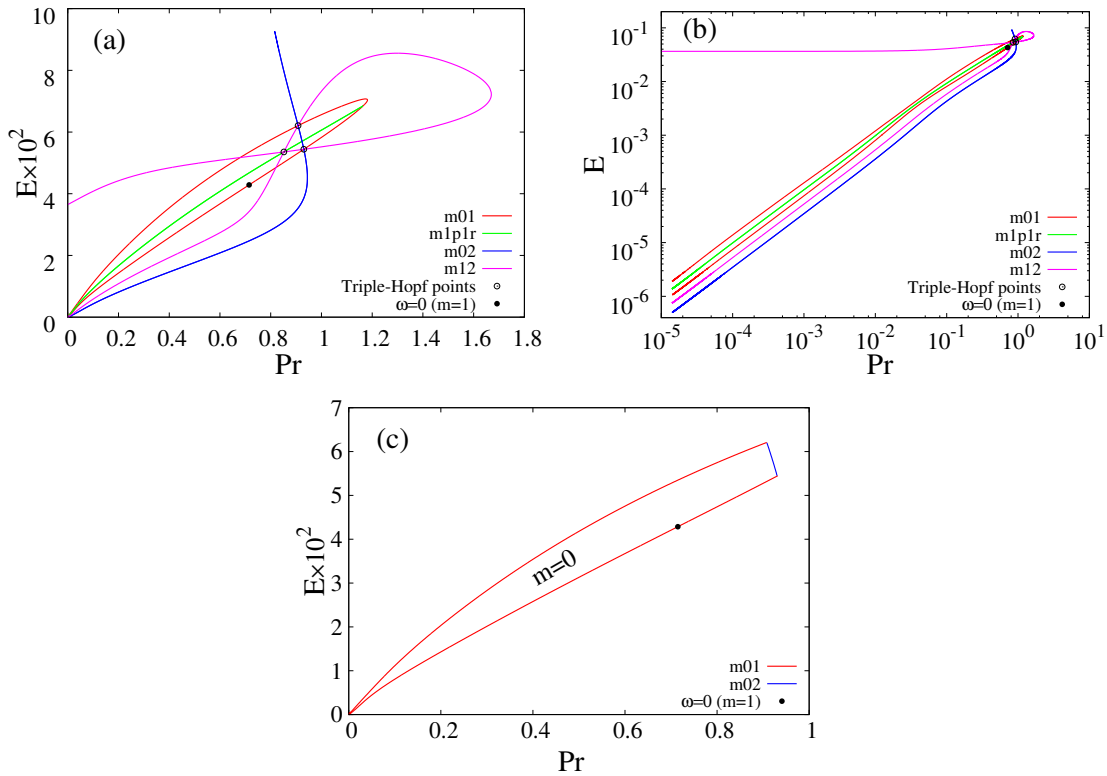 (a)
E×10²
10
8
6
4
2
0
0 0.2 0.4 0.6 0.8 1 1.2 1.4 1.6 1.8
Pr
m01
m1p1r
m02
m12
Triple-Hopf points
ω=0 (m=1)
(b)
E
10⁻¹
10⁻²
10⁻³
10⁻⁴
10⁻⁵
10⁻⁶
10⁻⁵ 10⁻⁴ 10⁻³ 10⁻² 10⁻¹ 10⁰ 10¹
Pr
m01
m1p1r
m02
m12
Triple-Hopf points
ω=0 (m=1)
(c)
E×10²
7
6
5
4
3
2
1
0
0 0.2 0.4 0.6 0.8 1
Pr
m=0
m01
m02
ω=0 (m=1)